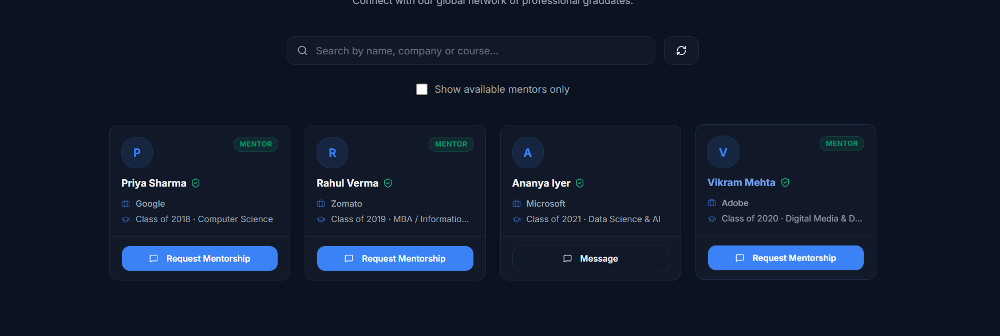 Connect with our global network of professional graduates.
Search by name, company or course...
Show available mentors only
P
MENTOR
Priya Sharma
Google
Class of 2018 · Computer Science
Request Mentorship
R
MENTOR
Rahul Verma
Zomato
Class of 2019 · MBA / Informatio...
Request Mentorship
A
Ananya Iyer
Microsoft
Class of 2021 · Data Science & AI
Message
V
MENTOR
Vikram Mehta
Adobe
Class of 2020 · Digital Media & D...
Request Mentorship